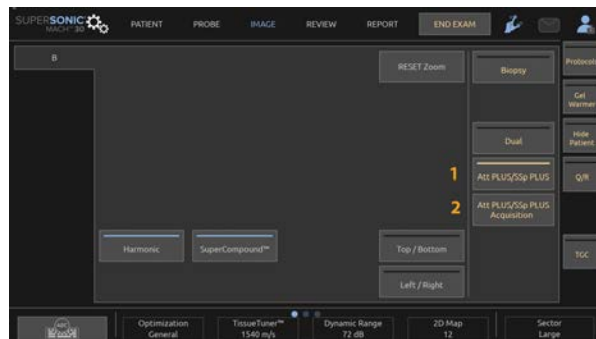 SUPERSONIC
MACH™ 30
PATIENT
PROBE
IMAGE
REVIEW
REPORT
END EXAM
B
RESET Zoom
Biopsy
Protocols
Gel
Warmer
Dual
Hide
Patient
1
Att PLUS/SSp PLUS
Q/R
2
Att PLUS/SSp PLUS
Acquisition
Harmonic
SuperCompound™
Top / Bottom
TGC
Left / Right
Optimization
General
TissueTuner™
1540 m/s
Dynamic Range
72 dB
2D Map
12
Sector
Large